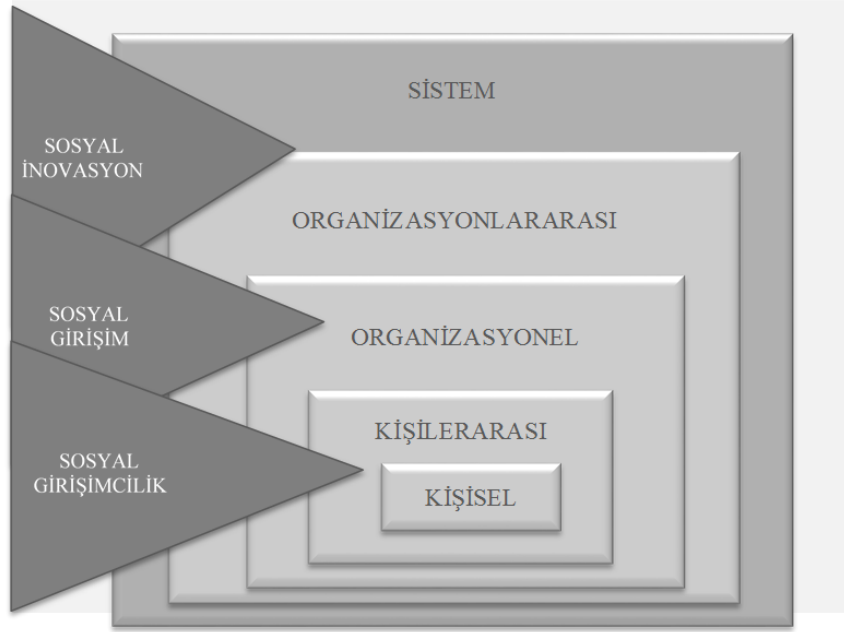 SİSTEM
SOSYAL
İNOVASYON
ORGANİZASYONLARARASI
SOSYAL
GİRİŞİM
ORGANİZASYONEL
KİŞİLERARASI
SOSYAL
GİRİŞİMCİLİK
KİŞİSEL